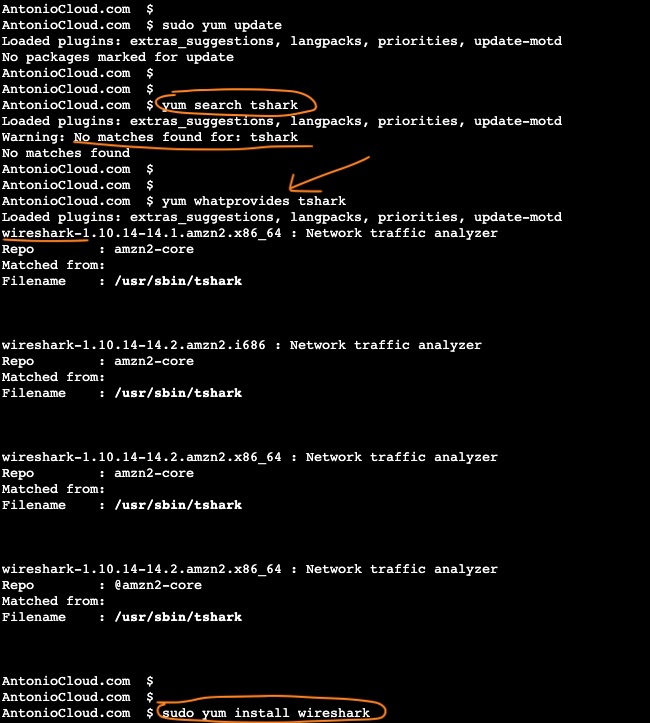 AntonioCloud.com  $
AntonioCloud.com  $ sudo yum update
Loaded plugins: extras_suggestions, langpacks, priorities, update-motd
No packages marked for update
AntonioCloud.com  $
AntonioCloud.com  $
AntonioCloud.com  $ yum search tshark
Loaded plugins: extras_suggestions, langpacks, priorities, update-motd
Warning: No matches found for: tshark
No matches found
AntonioCloud.com  $
AntonioCloud.com  $
AntonioCloud.com  $ yum whatprovides tshark
Loaded plugins: extras_suggestions, langpacks, priorities, update-motd
wireshark-1.10.14-14.1.amzn2.x86_64 : Network traffic analyzer
Repo        : amzn2-core
Matched from:
Filename    : /usr/sbin/tshark
wireshark-1.10.14-14.2.amzn2.i686 : Network traffic analyzer
Repo        : amzn2-core
Matched from:
Filename    : /usr/sbin/tshark
wireshark-1.10.14-14.2.amzn2.x86_64 : Network traffic analyzer
Repo        : amzn2-core
Matched from:
Filename    : /usr/sbin/tshark
wireshark-1.10.14-14.2.amzn2.x86_64 : Network traffic analyzer
Repo        : @amzn2-core
Matched from:
Filename    : /usr/sbin/tshark
AntonioCloud.com  $
AntonioCloud.com  $
AntonioCloud.com  $ sudo yum install wireshark